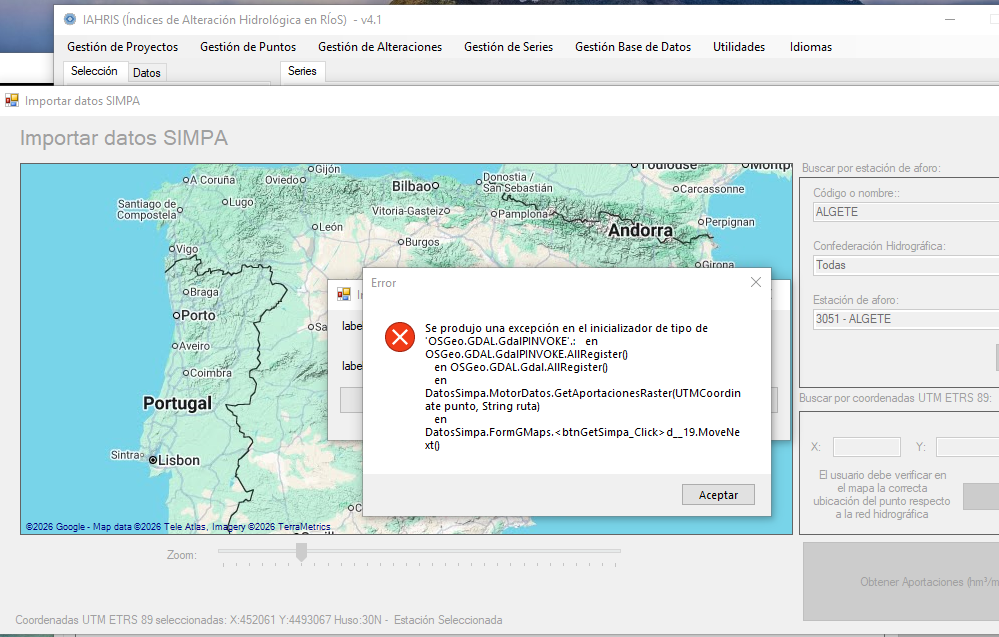 IAHRIS (Índices de Alteración Hidrológica en RÍoS) - v4.1
Gestión de Proyectos Gestión de Puntos Gestión de Alteraciones Gestión de Series Gestión Base de Datos Utilidades Idiomas
Selección Datos Series
Importar datos SIMPA
Importar datos SIMPA
Buscar por estación de aforo:
Código o nombre::
ALGETE
Confederación Hidrográfica:
Todas
Estación de aforo:
3051 - ALGETE
Buscar por coordenadas UTM ETRS 89:
X: Y:
El usuario debe verificar en
el mapa la correcta
ubicación del punto respecto
a la red hidrográfica
Obtener Aportaciones (hm³/m
Gijón
Toulouse
Montp
A Coruña
Oviedo
Bilbao
Donostia /
San Sebastián
Carcassonne
Lugo
Santiago de
Compostela
Vitoria-Gasteiz
Pamplona
León
Perpignan
Andorra
Vigo
Burgos
Girona
Braga
Porto
Sa
Aveiro
Coimbra
Portugal
Sintra
Lisbon
©2026 Google - Map data ©2026 Tele Atlas, Imagery ©2026 TerraMetrics
labe
labe
Error
Se produjo una excepción en el inicializador de tipo de
'OSGeo.GDAL.GdalPINVOKE'.: en
OSGeo.GDAL.GdalPINVOKE.AllRegister()
en OSGeo.GDAL.Gdal.AllRegister()
en
DatosSimpa.MotorDatos.GetAportacionesRaster(UTMCoordin
ate punto, String ruta)
en
DatosSimpa.FormGMaps.<btnGetSimpa_Click>d__19.MoveNe
xt()
Aceptar
Zoom:
Coordenadas UTM ETRS 89 seleccionadas: X:452061 Y:4493067 Huso:30N - Estación Seleccionada